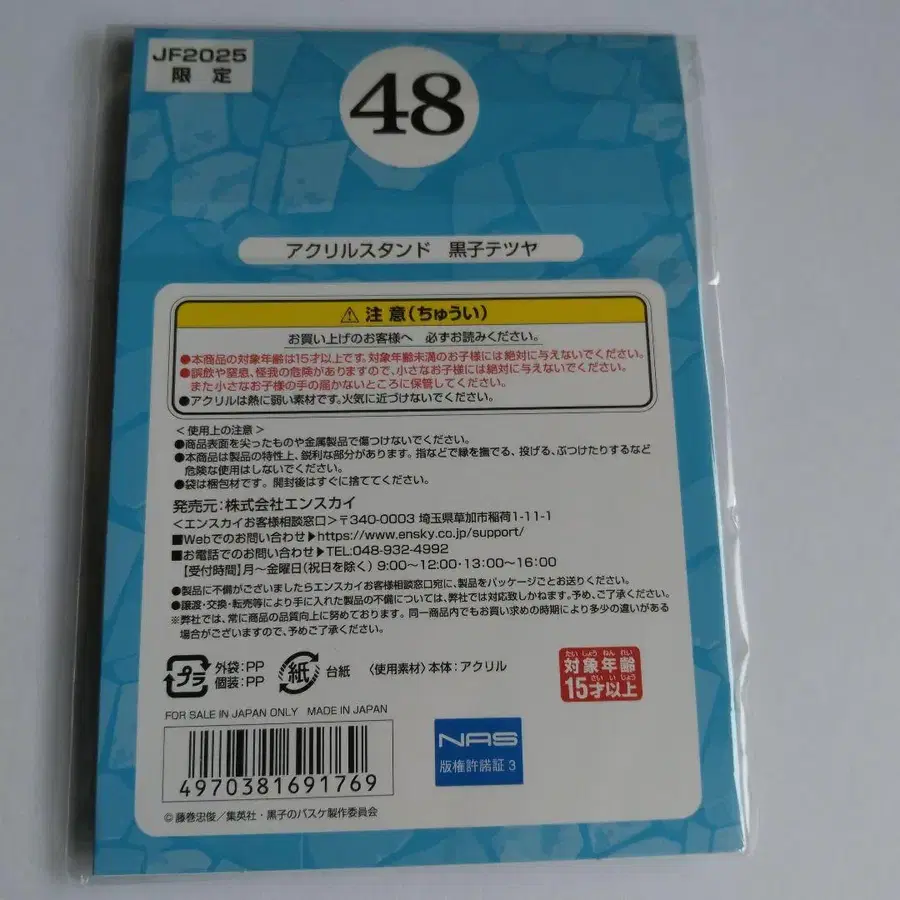 JF2025
限 定
48
アクリルスタンド 黒子テツヤ
注意(ちゅうい)
お買い上げのお客様へ 必ずお読みください。
●本商品の対象年齢は15才以上です。対象年齢未満のお子様には絶対に与えないでください。
●誤飲や窒息、怪我の危険がありますので、小さなお子様には絶対に与えないでください。
また小さなお子様の手の届かないところに保管してください。
●アクリルは熱に弱い素材です。火気に近づけないでください。
<使用上の注意>
●商品表面を尖ったものや金属製品で傷つけないでください。
●本商品は製品の特性上、鋭利な部分があります。指などで縁を撫でる、投げる、ぶつけたりするなど
危険な使用はしないでください。
●袋は梱包材です。開封後はすぐに捨ててください。
発売元:株式会社エンスカイ
<エンスカイお客様相談窓口>〒340-0003 埼玉県草加市稲荷1-11-1
■Webでのお問い合わせ▶https://www.ensky.co.jp/support/
■お電話でのお問い合わせ▶TEL:048-932-4992
【受付時間】月~金曜日(祝日を除く) 9:00~12:00・13:00~16:00
●製品に不備がございましたらエンスカイお客様相談窓口宛に、製品をパッケージごとお送りください。
●譲渡・交換・転売等により手に入れた製品の不備については、弊社では対応致しかねます。予め、ご了承ください。
※弊社では、常に商品の品質向上に努めております。同一商品内でもお買い求めの時期により多少の違いがある
場合がございますので、予めご了承ください。
プラ 外装:PP
個装:PP
紙 台紙 〈使用素材〉本体:アクリル
たいしょうねんれい
対象年齢
さいいじょう
15才以上
FOR SALE IN JAPAN ONLY MADE IN JAPAN
4970381691769
NAS
版権許諾証 3
© 藤巻忠俊/集英社・黒子のバスケ製作委員会